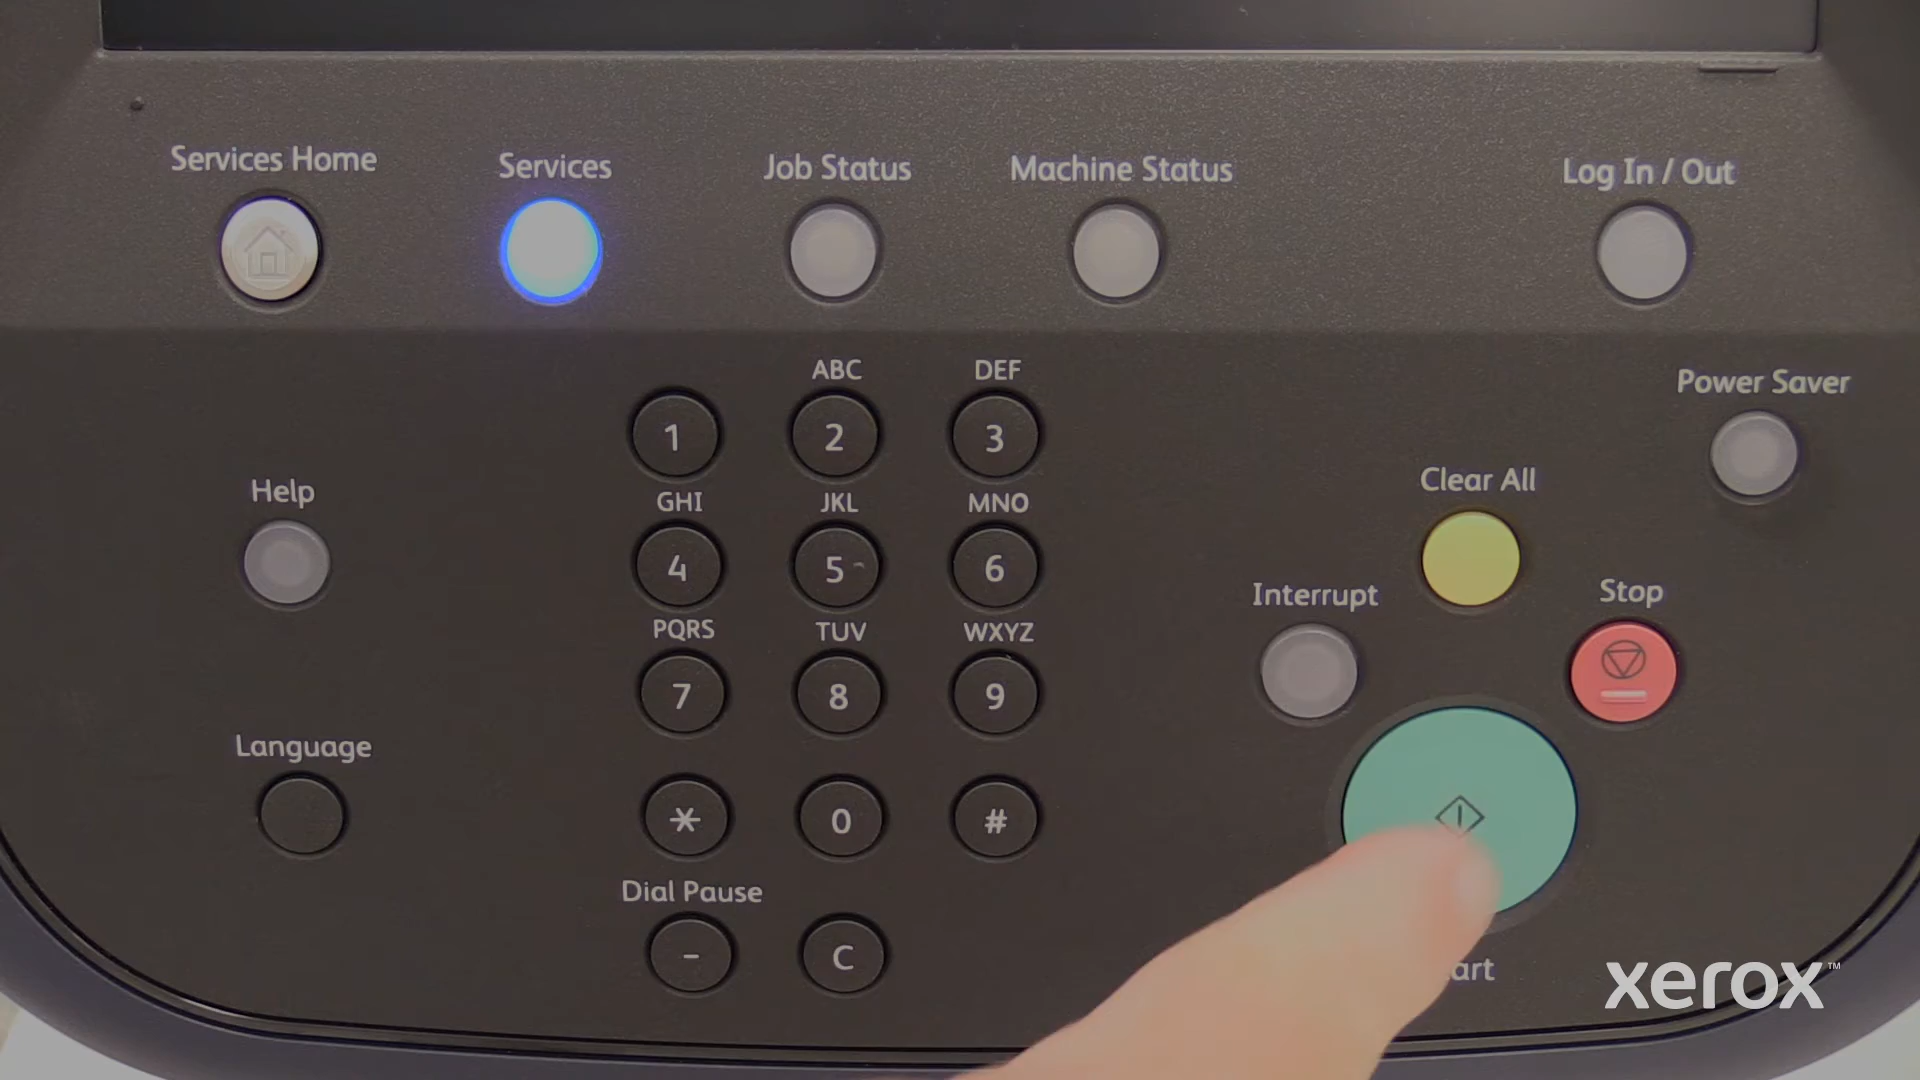 Services Home
Services
Job Status
Machine Status
Log In / Out
ABC
DEF
Power Saver
1
2
3
Clear All
Help
GHI
JKL
MNO
4
5
6
Interrupt
Stop
PQRS
TUV
WXYZ
7
8
9
Language
*
0
#
Dial Pause
-
C
art
xerox™